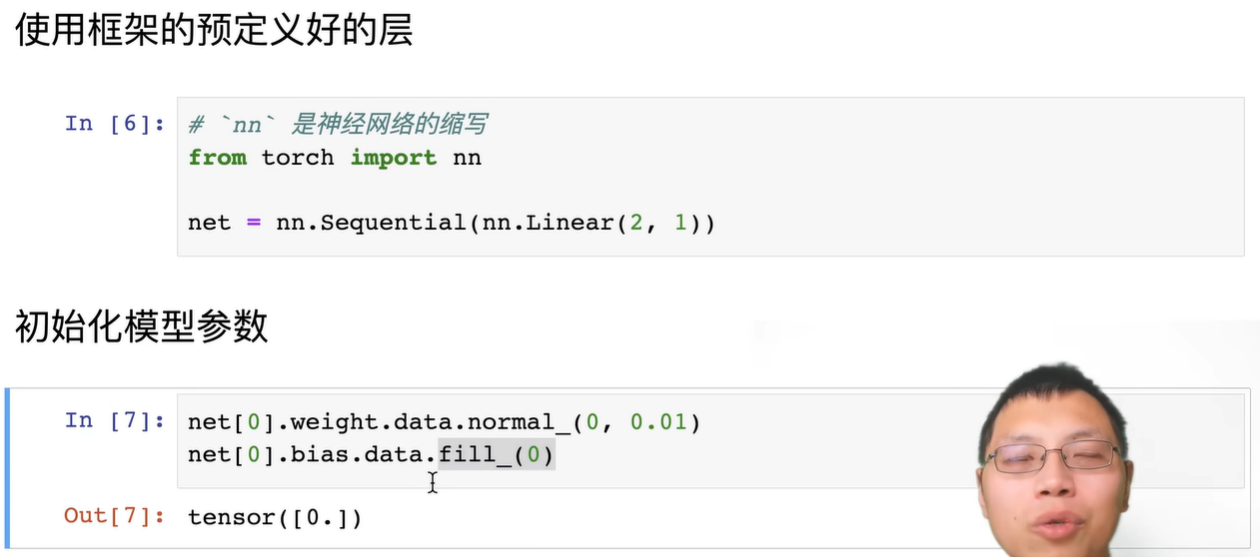 使用框架的预定义好的层
In [6]: # `nn` 是神经网络的缩写
from torch import nn
net = nn.Sequential(nn.Linear(2, 1))
初始化模型参数
In [7]: net[0].weight.data.normal_(0, 0.01)
net[0].bias.data.fill_(0)
Out[7]: tensor([0.])